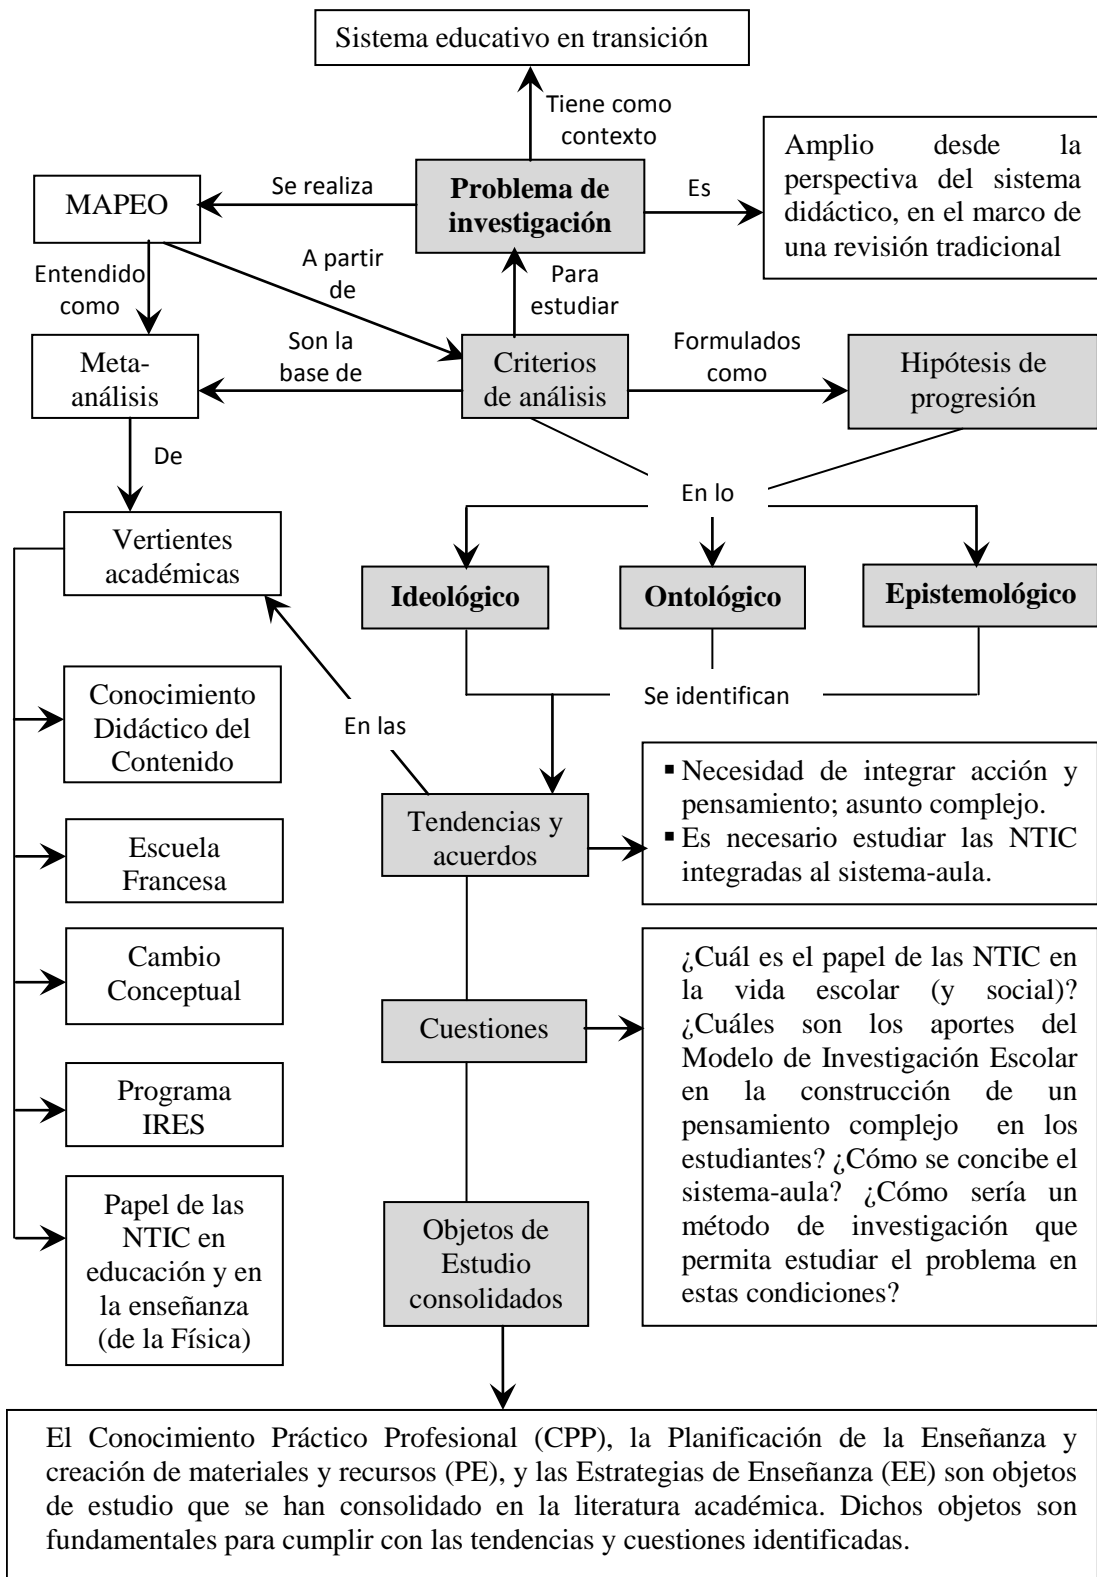 Sistema educativo en transición
Tiene como
contexto
Amplio desde la
perspectiva del sistema
didáctico, en el marco de
una revisión tradicional
Problema de
investigación
Se realiza
Es
MAPEO
A partir
de
Para
estudiar
Entendido
como
Son la
base de
Formulados
como
Meta-
análisis
Criterios
de análisis
Hipótesis de
progresión
De
En lo
Vertientes
académicas
Ideológico
Ontológico
Epistemológico
Se identifican
En las
Conocimiento
Didáctico del
Contenido
Escuela
Francesa
Cambio
Conceptual
Programa
IRES
Papel de las
NTIC en
educación y en
la enseñanza
(de la Física)
Tendencias y
acuerdos
▪ Necesidad de integrar acción y
pensamiento; asunto complejo.
▪ Es necesario estudiar las NTIC
integradas al sistema-aula.
Cuestiones
¿Cuál es el papel de las NTIC en
la vida escolar (y social)?
¿Cuáles son los aportes del
Modelo de Investigación Escolar
en la construcción de un
pensamiento complejo en los
estudiantes? ¿Cómo se concibe el
sistema-aula? ¿Cómo sería un
método de investigación que
permita estudiar el problema en
estas condiciones?
Objetos de
Estudio
consolidados
El Conocimiento Práctico Profesional (CPP), la Planificación de la Enseñanza y
creación de materiales y recursos (PE), y las Estrategias de Enseñanza (EE) son objetos
de estudio que se han consolidado en la literatura académica. Dichos objetos son
fundamentales para cumplir con las tendencias y cuestiones identificadas.